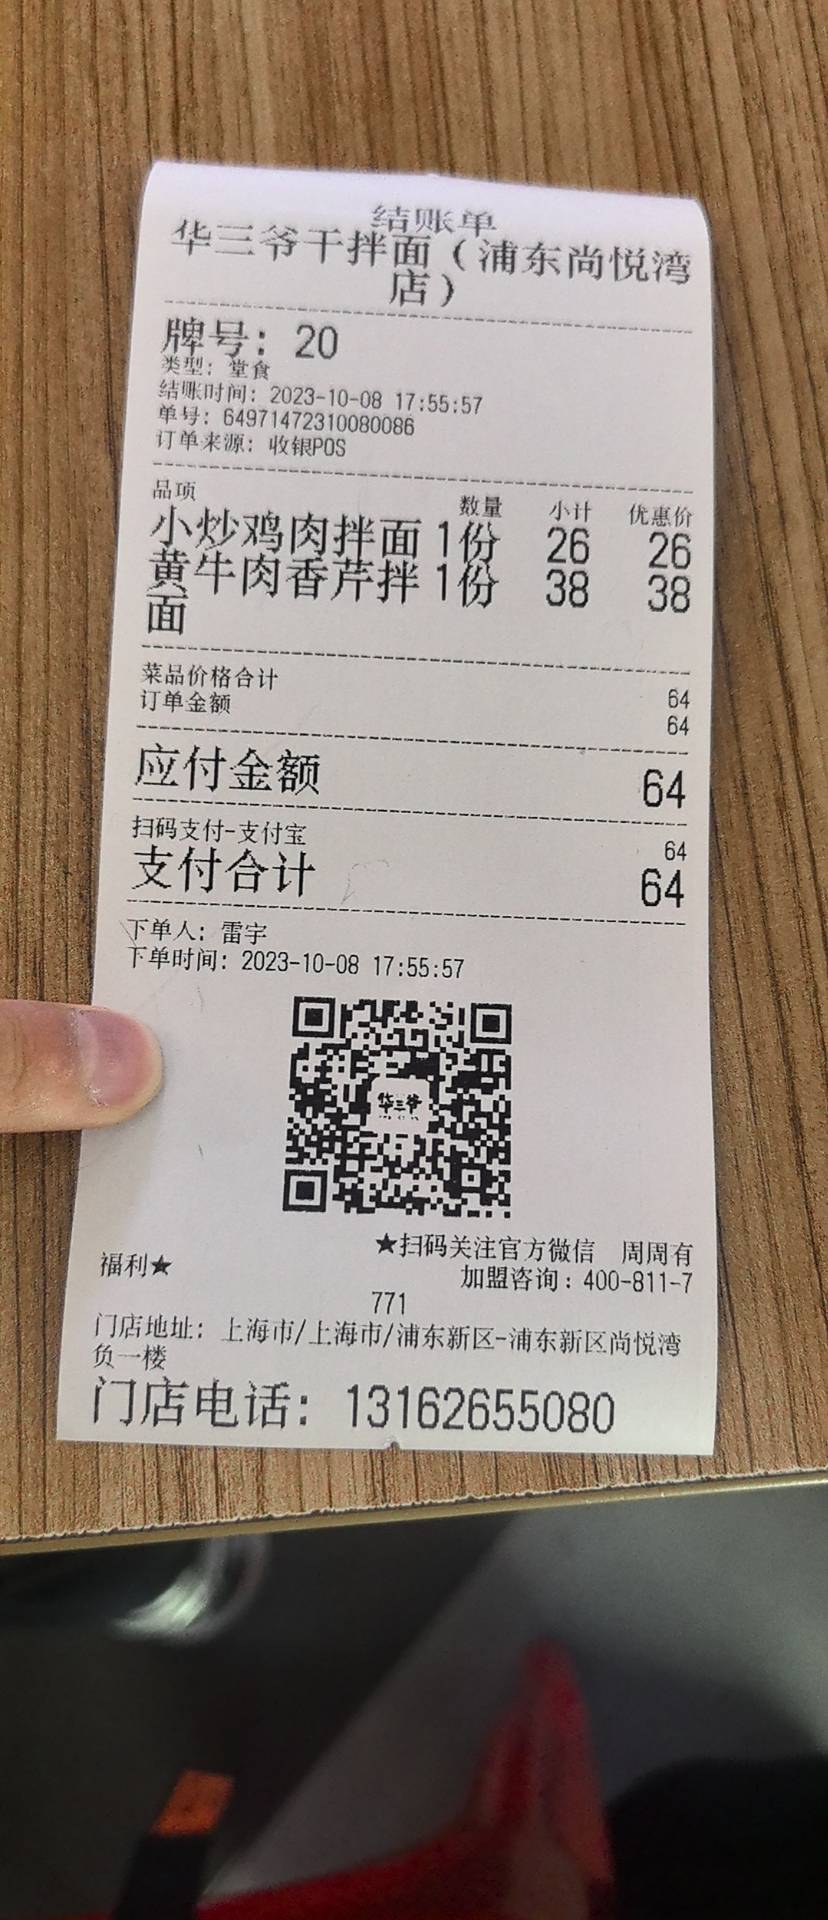 结账单
华三爷干拌面（浦东尚悦湾
店）
牌号：20
类型：堂食
结账时间：2023-10-08 17:55:57
单号：64971472310080086
订单来源：收银POS
品项 数量 小计 优惠价
小炒鸡肉拌面 1份 26 26
黄牛肉香芹拌 1份 38 38
面
菜品价格合计 64
订单金额 64
应付金额 64
扫码支付-支付宝 64
支付合计 64
下单人：雷宇
下单时间：2023-10-08 17:55:57
华三爷
★扫码关注官方微信 周周有
福利★ 加盟咨询：400-811-7
771
门店地址：上海市/上海市/浦东新区-浦东新区尚悦湾
负一楼
门店电话：13162655080